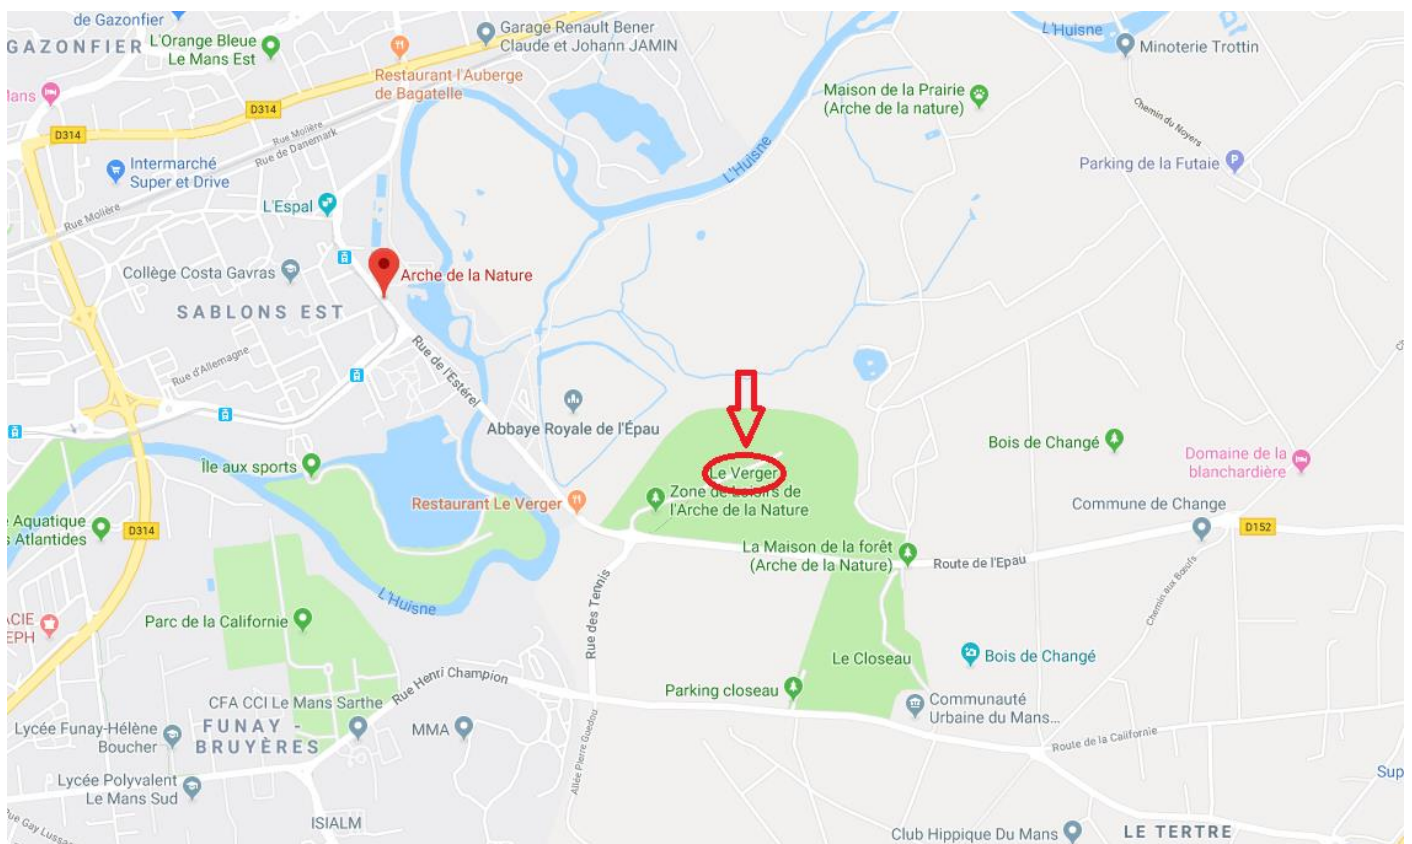 de Gazonfier
GAZONFIER
L'Orange Bleue
Le Mans Est
Garage Renault Bener
Claude et Johann JAMIN
L'Huisne
Minoterie Trottin
Restaurant l'Auberge
de Bagatelle
Maison de la Prairie
(Arche de la nature)
D314
D314
Rue Molière
Rue de Danemark
Chemin du Noyers
Intermarché
Super et Drive
L'Huisne
Parking de la Futaie
L'Espal
Rue Molière
Collège Costa Gavras
Arche de la Nature
SABLONS EST
Rue de l'Estérel
Rue d'Allemagne
Abbaye Royale de l'Épau
Bois de Changé
Domaine de la
blanchardière
Île aux sports
Le Verger
Zone de Loisirs de
l'Arche de la Nature
Restaurant Le Verger
Commune de Change
Aquatique
Atlantides
D314
D152
La Maison de la forêt
(Arche de la Nature)
Route de l'Epau
Chemin aux Bœufs
L'Huisne
Rue des Tennis
Parc de la Californie
Le Closeau
Bois de Changé
Rue Henri Champion
Parking closeau
Communauté
Urbaine du Mans...
CFA CCI Le Mans Sarthe
Lycée Funay-Hélène
Boucher
FUNAY -
BRUYÈRES
MMA
Allée Pierre Guedou
Route de la Californie
Lycée Polyvalent
Le Mans Sud
ISIALM
Club Hippique Du Mans
LE TERTRE